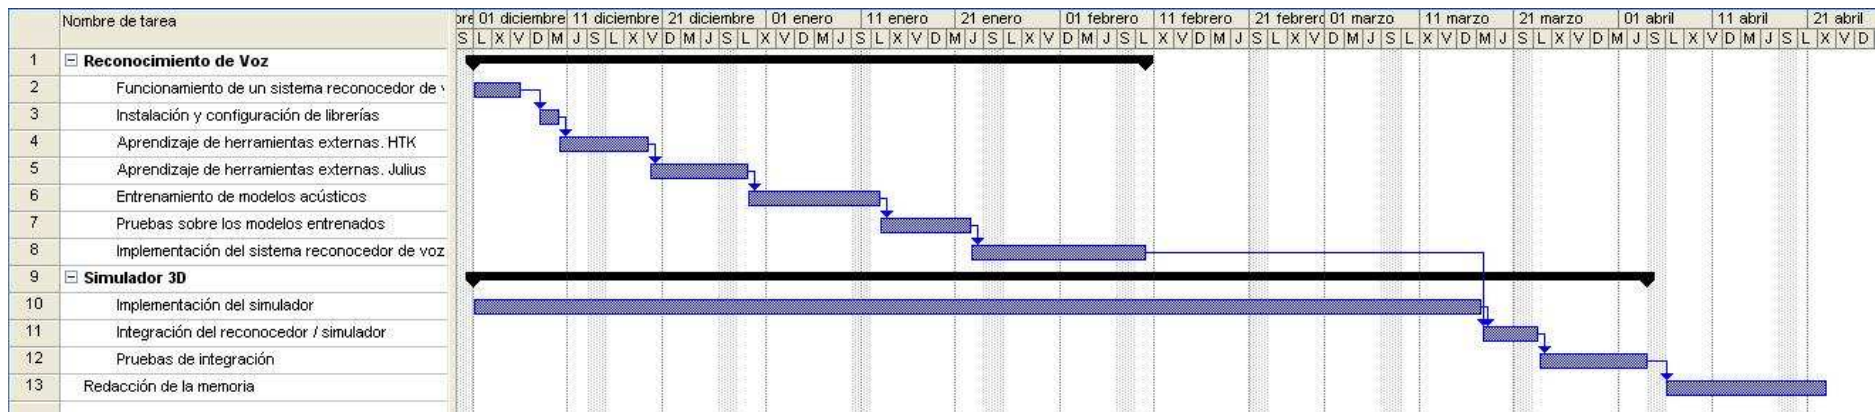 Nombre de tarea
bre 01 diciembre 11 diciembre 21 diciembre 01 enero 11 enero 21 enero 01 febrero 11 febrero 21 febrero 01 marzo 11 marzo 21 marzo 01 abril 11 abril 21 abril
S L X V D M J S L X V D M J S L X V D M J S L X V D M J S L X V D M J S L X V D M J S L X V D M J S L X V D M J S L X V D M J S L X V D M J S L X V D
1 Reconocimiento de Voz
2 Funcionamiento de un sistema reconocedor de
3 Instalación y configuración de librerías
4 Aprendizaje de herramientas externas. HTK
5 Aprendizaje de herramientas externas. Julius
6 Entrenamiento de modelos acústicos
7 Pruebas sobre los modelos entrenados
8 Implementación del sistema reconocedor de voz
9 Simulador 3D
10 Implementación del simulador
11 Integración del reconocedor / simulador
12 Pruebas de integración
13 Redacción de la memoria